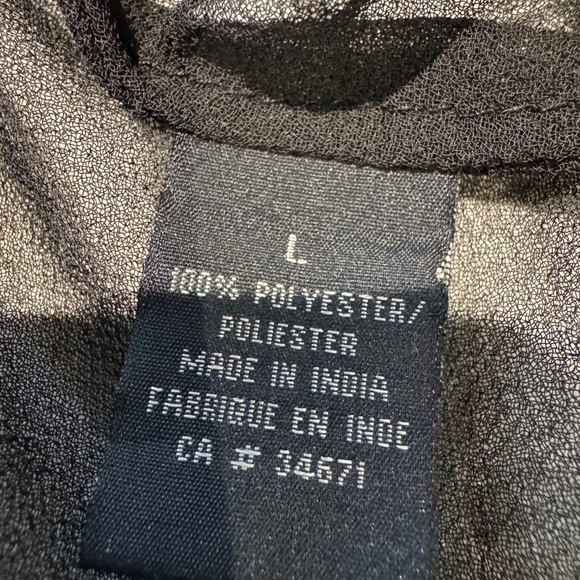 L
100% POLYESTER/
POLIESTER
MADE IN INDIA
FABRIQUE EN INDE
CA # 34671